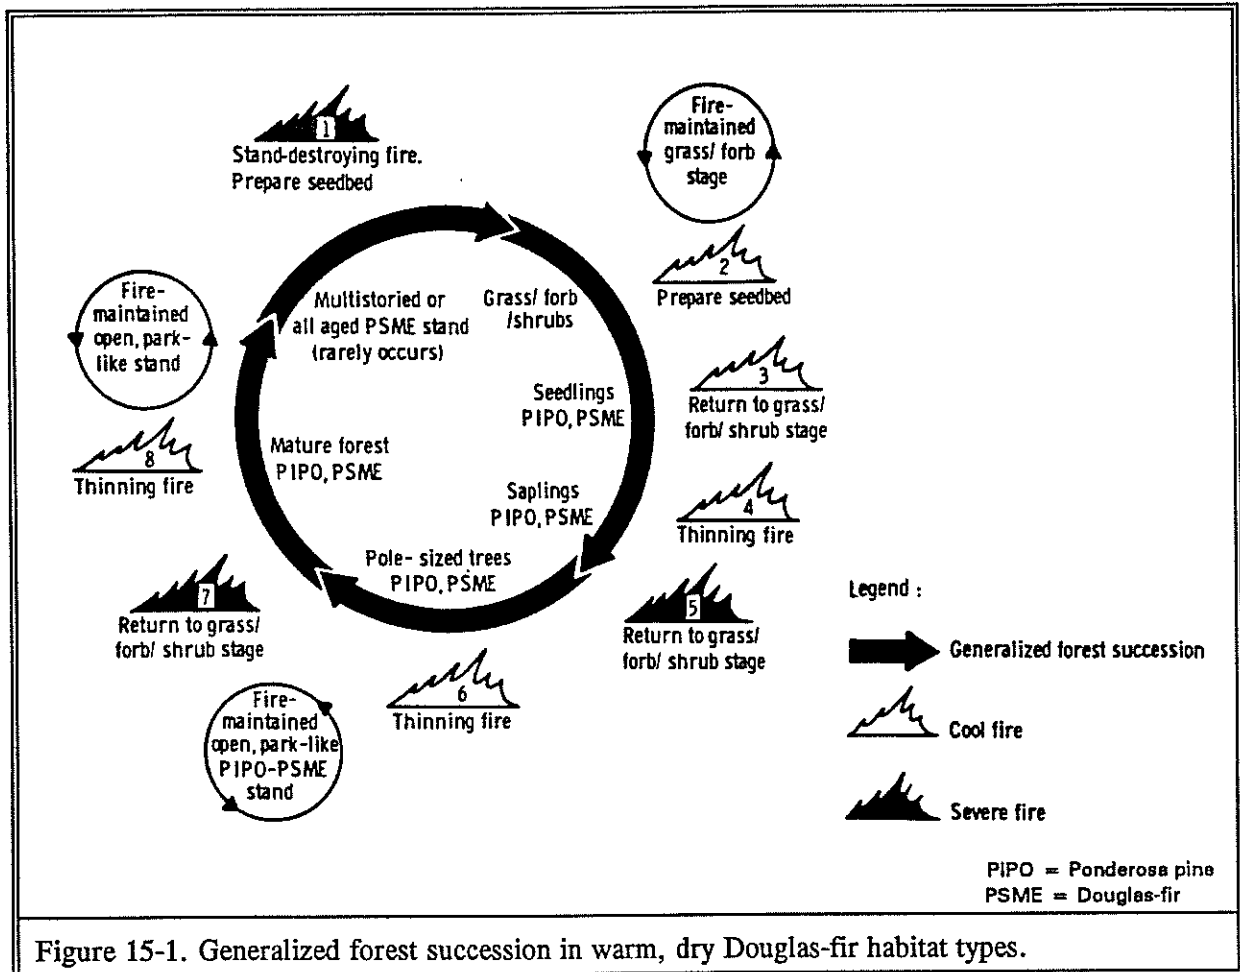 1
Stand-destroying fire.
Prepare seedbed
Fire-
maintained
grass/ forb
stage
2
Prepare seedbed
3
Return to grass/
forb/ shrub stage
4
Thinning fire
5
Return to grass/
forb/ shrub stage
6
Thinning fire
Fire-
maintained
open, park-like
PIPO-PSME
stand
7
Return to grass/
forb/ shrub stage
8
Thinning fire
Fire-
maintained
open, park-
like stand
Multistoried or
all aged PSME stand
(rarely occurs)
Grass/ forb
/shrubs
Seedlings
PIPO, PSME
Saplings
PIPO, PSME
Pole- sized trees
PIPO, PSME
Mature forest
PIPO, PSME
Legend :
Generalized forest succession
Cool fire
Severe fire
PIPO = Ponderosa pine
PSME = Douglas-fir
Figure 15-1. Generalized forest succession in warm, dry Douglas-fir habitat types.